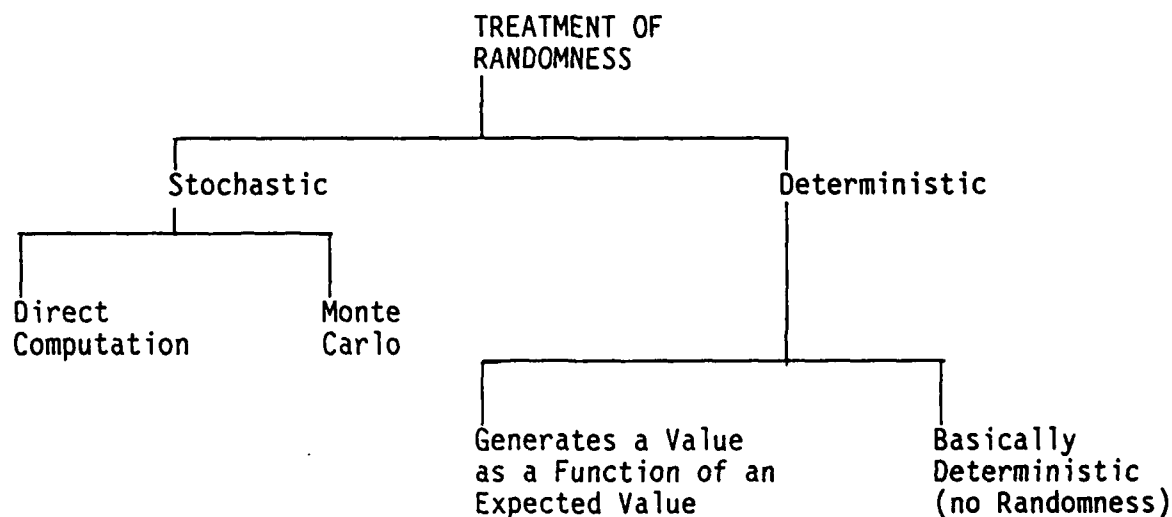 TREATMENT OF
RANDOMNESS
Stochastic
Deterministic
Direct
Computation
Monte
Carlo
Generates a Value
as a Function of an
Expected Value
Basically
Deterministic
(no Randomness)